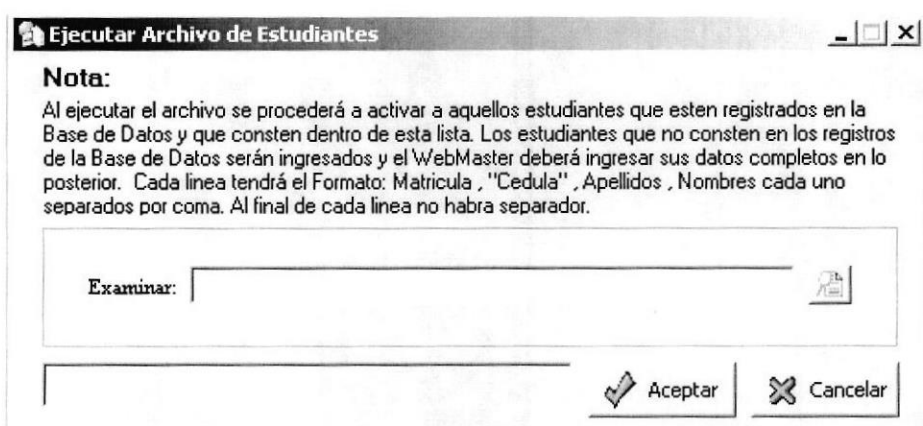 Ejecutar Archivo de Estudiantes
Nota:
Al ejecutar el archivo se procederá a activar a aquellos estudiantes que esten registrados en la
Base de Datos y que consten dentro de esta lista. Los estudiantes que no consten en los registros
de la Base de Datos serán ingresados y el WebMaster deberá ingresar sus datos completos en lo
posterior. Cada linea tendrá el Formato: Matricula , "Cedula" , Apellidos , Nombres cada uno
separados por coma. Al final de cada linea no habra separador.
Examinar:
Aceptar Cancelar